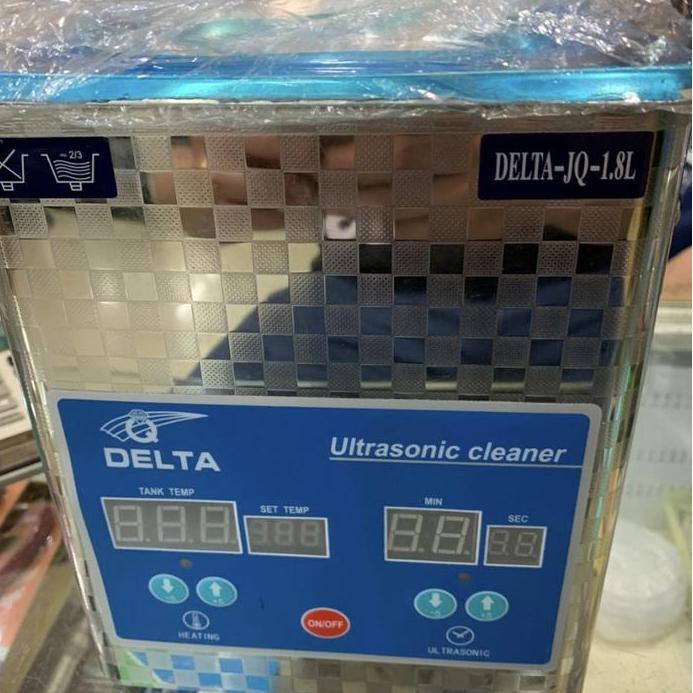 2/3
DELTA-JQ-1.8L
DELTA
Ultrasonic cleaner
TANK TEMP
SET TEMP
MIN
SEC
ON/OFF
HEATING
ULTRASONIC